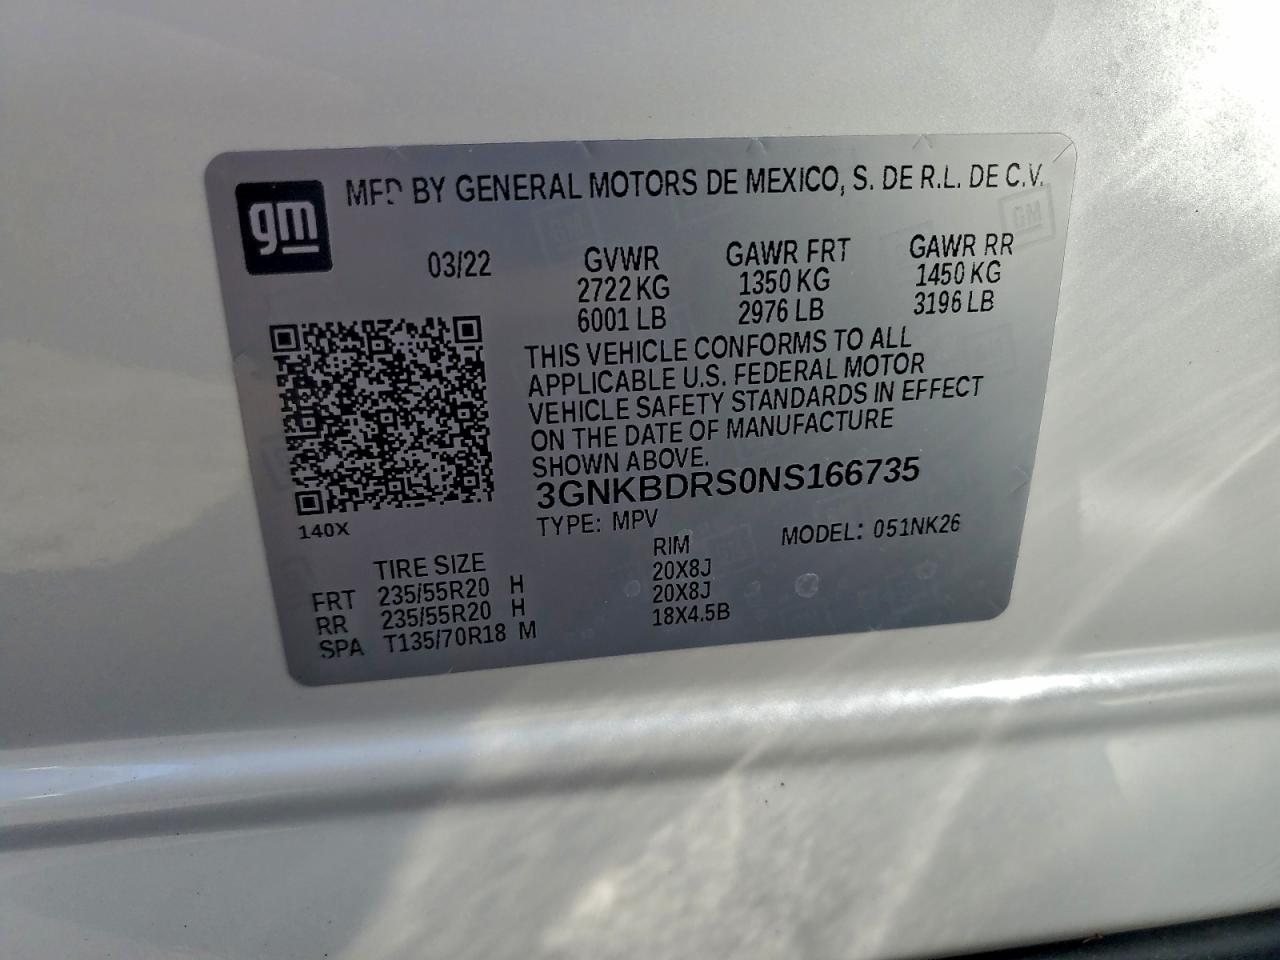 gm
MFD BY GENERAL MOTORS DE MEXICO, S. DE R.L. DE C.V.
03/22 GVWR GAWR FRT GAWR RR
2722 KG 1350 KG 1450 KG
6001 LB 2976 LB 3196 LB
THIS VEHICLE CONFORMS TO ALL
APPLICABLE U.S. FEDERAL MOTOR
VEHICLE SAFETY STANDARDS IN EFFECT
ON THE DATE OF MANUFACTURE
SHOWN ABOVE.
3GNKBDRS0NS166735
140X
TYPE: MPV MODEL: 051NK26
TIRE SIZE RIM
FRT 235/55R20 H 20X8J
RR 235/55R20 H 20X8J
SPA T135/70R18 M 18X4.5B